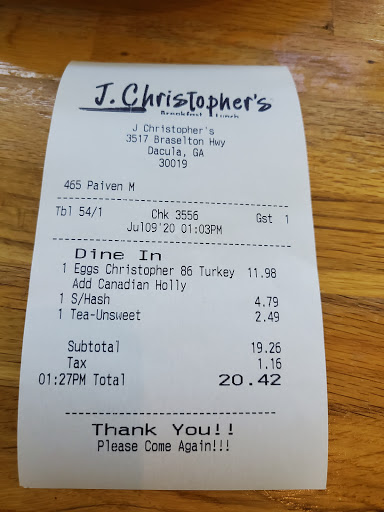 J. Christopher's
Breakfast Lunch
J Christopher's
3517 Braselton Hwy
Dacula, GA
30019
465 Paiven M
Tbl 54/1 Chk 3556 Gst 1
Jul09'20 01:03PM
Dine In
1 Eggs Christopher 86 Turkey 11.98
Add Canadian Holly
1 S/Hash 4.79
1 Tea-Unsweet 2.49
Subtotal 19.26
Tax 1.16
01:27PM Total 20.42
Thank You!!
Please Come Again!!!